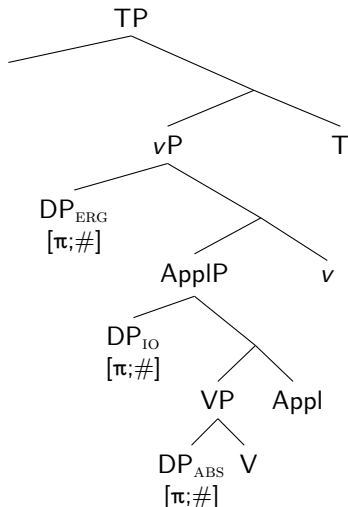 TP
vP T
DP_ERG
[π;#]
ApplP v
DP_IO
[π;#]
VP Appl
DP_ABS V
[π;#]